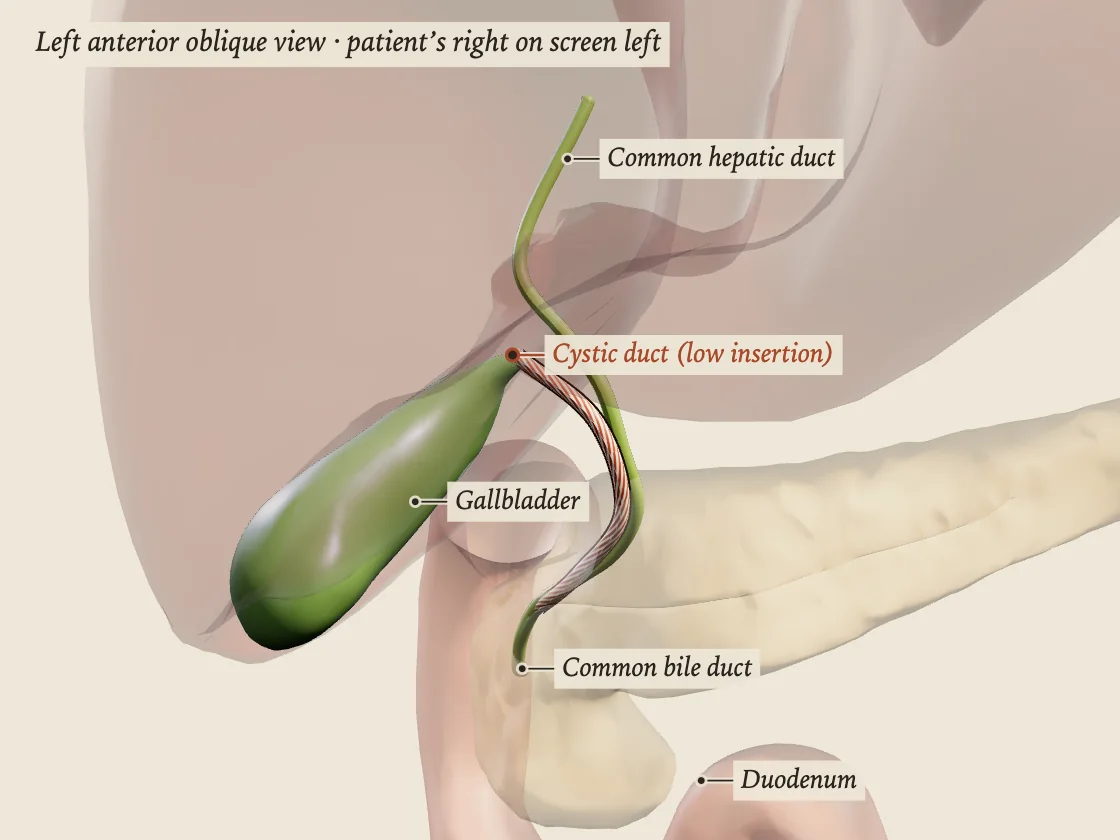 Left anterior oblique view · patient’s right on screen left
Common hepatic duct
Cystic duct (low insertion)
Gallbladder
Common bile duct
Duodenum